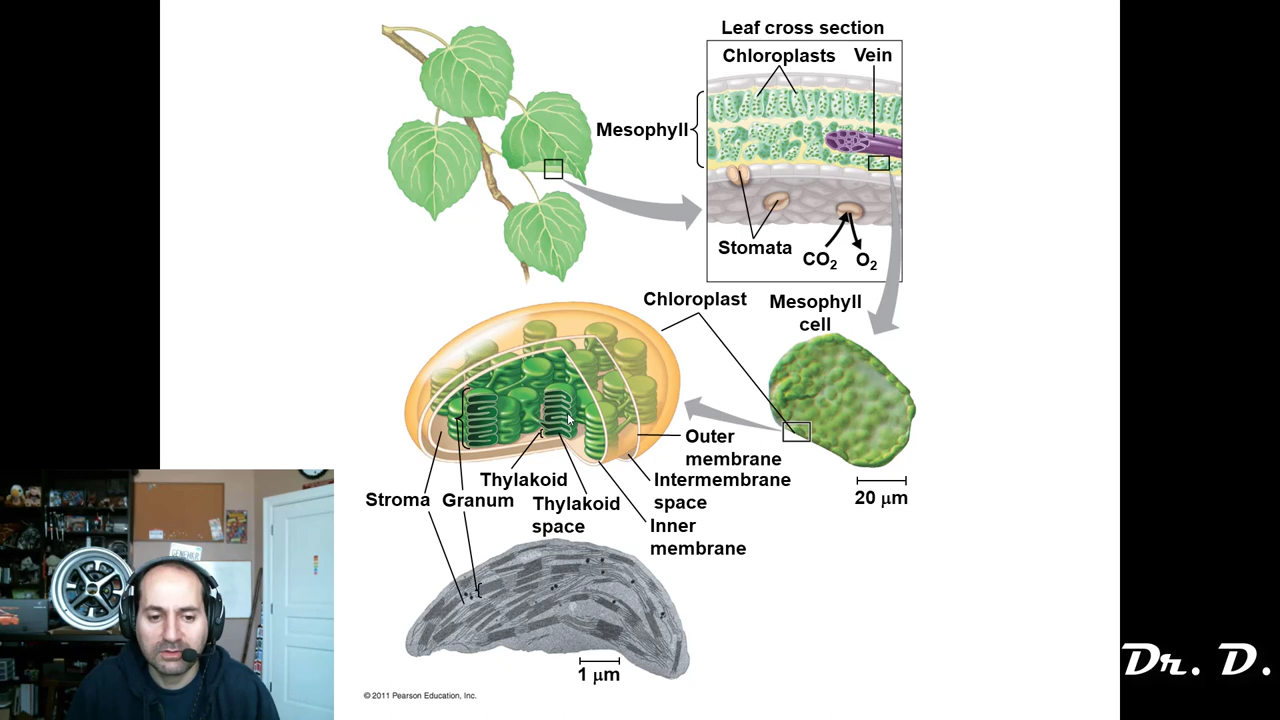 Leaf cross section
Chloroplasts
Vein
Mesophyll
Stomata
CO2
O2
Chloroplast
Mesophyll
cell
Outer
membrane
Intermembrane
space
Inner
membrane
20 μm
Thylakoid
Thylakoid
space
Stroma
Granum
1 μm
© 2011 Pearson Education, Inc.
Dr. D.